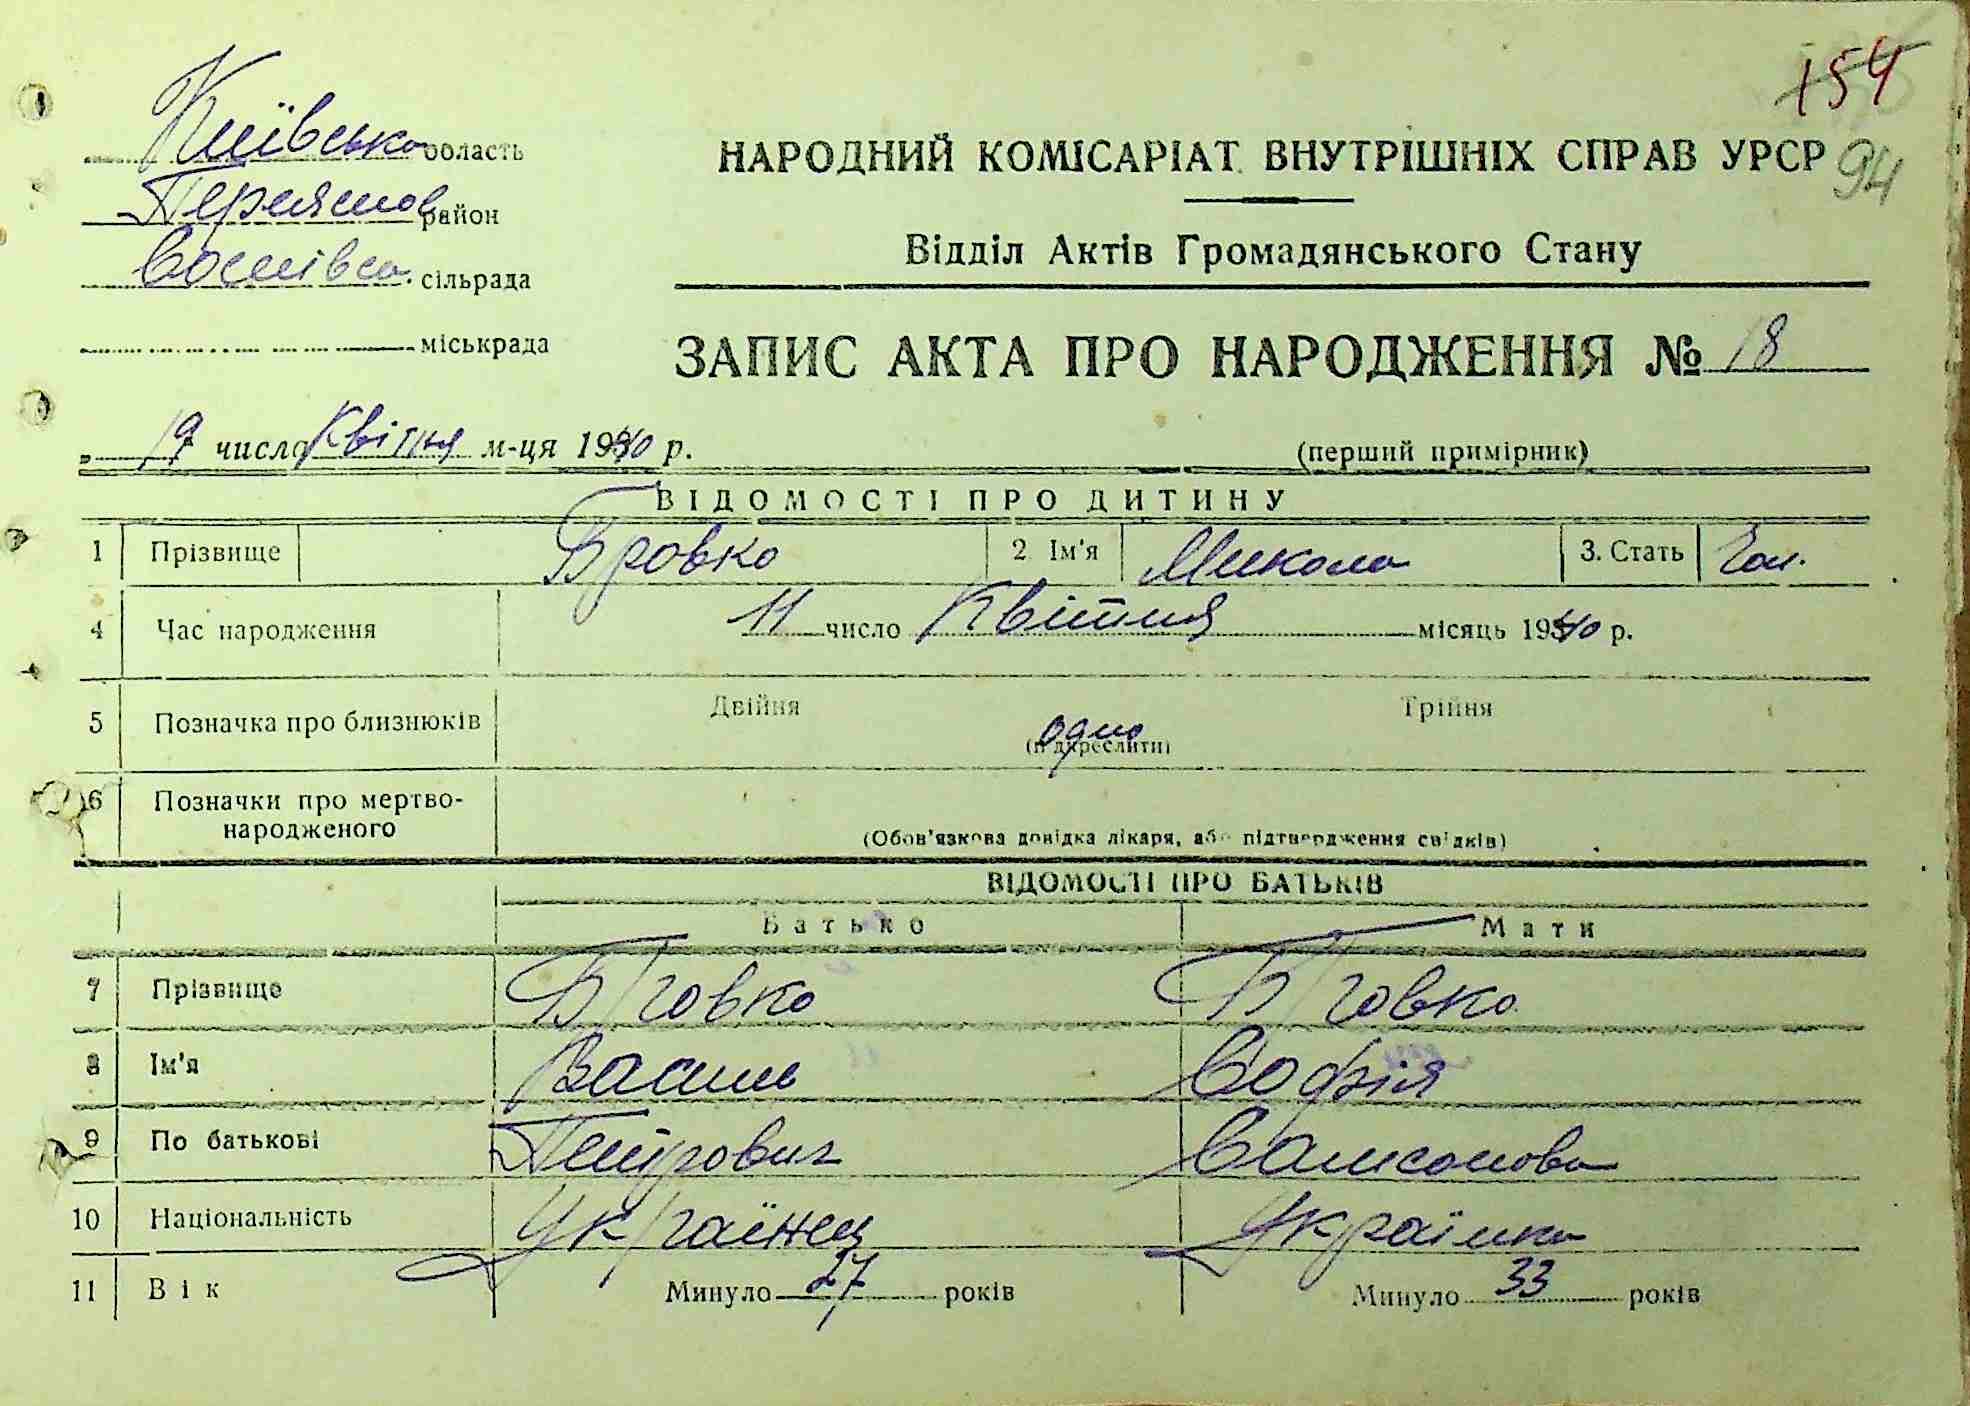 154
94
Київська область
Переяслов район
сільрада
міськрада
НАРОДНИЙ КОМІСАРІАТ ВНУТРІШНІХ СПРАВ УРСР
Відділ Актів Громадянського Стану
ЗАПИС АКТА ПРО НАРОДЖЕННЯ № 18
„ 19 число Квітня м-ця 1940 р.
(перший примірник)
ВІДОМОСТІ ПРО ДИТИНУ
1 Прізвище Бровко 2 Ім'я Микола 3. Стать Чол.
4 Час народження 11 число Квітня місяць 1940 р.
5 Позначка про близнюків Двійня одно Трійня
(підкреслити)
6 Позначки про мертво-
народженого
(Обов'язкова довідка лікаря, або підтвердження свідків)
ВІДОМОСТІ ПРО БАТЬКІВ
Батько Мати
7 Прізвище Бровко Бровко
8 Ім'я Василь Софія
9 По батькові Петрович Самсонова
10 Національність Українец Українка
11 Вік Минуло 27 років Минуло 33 років